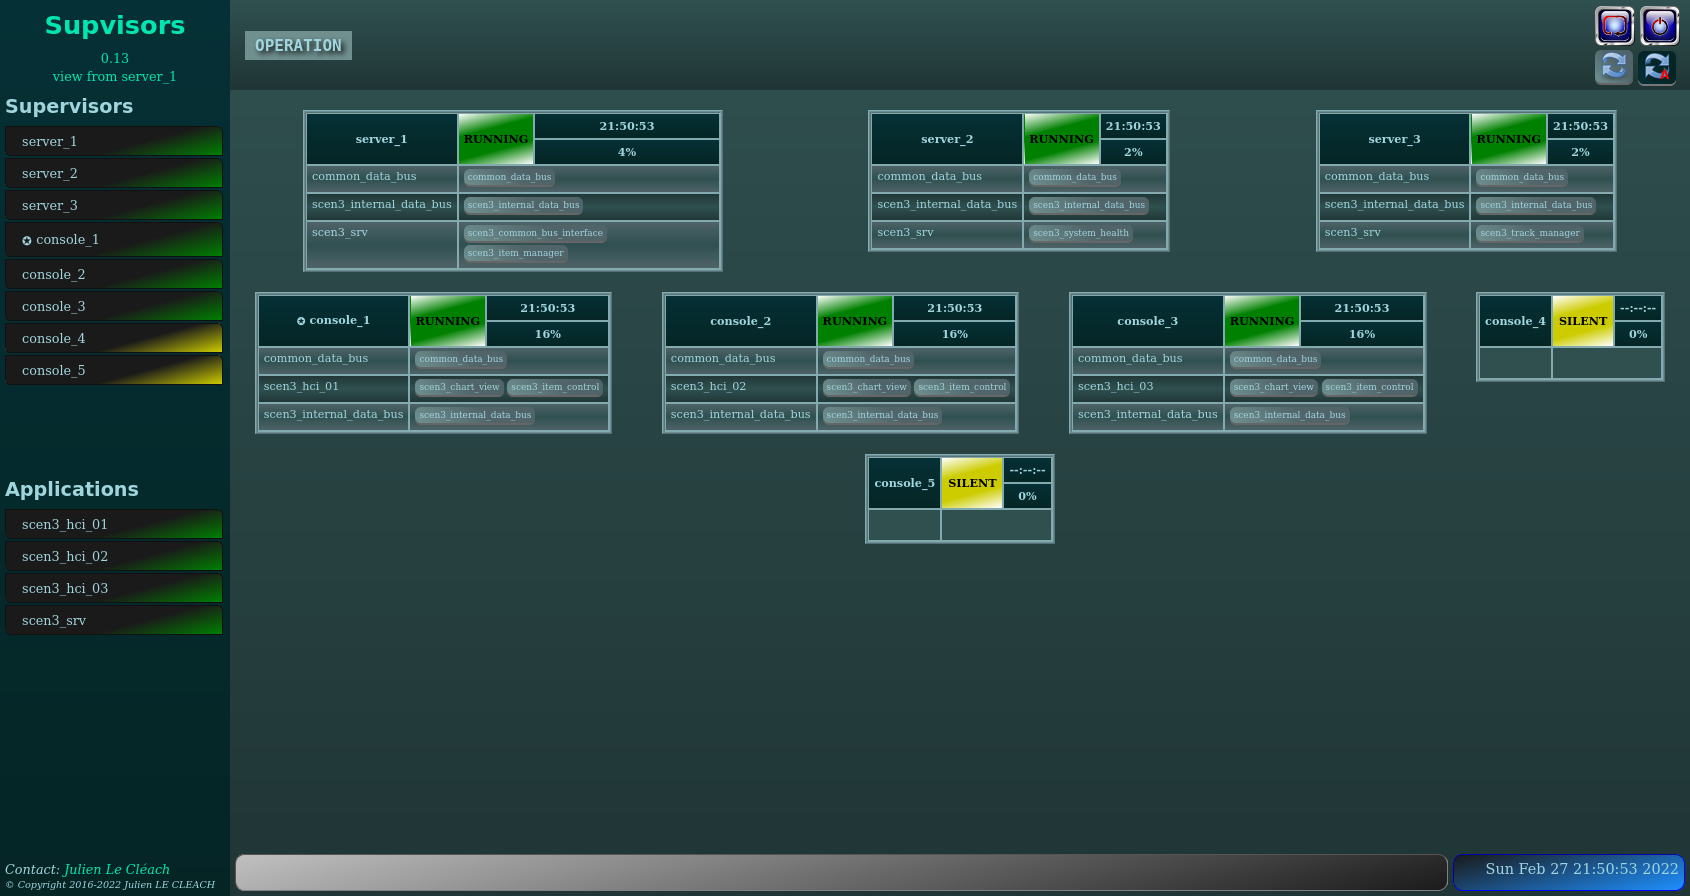 Supvisors
0.13
view from server_1
Supervisors
server_1
server_2
server_3
✪ console_1
console_2
console_3
console_4
console_5
Applications
scen3_hci_01
scen3_hci_02
scen3_hci_03
scen3_srv
Contact: Julien Le Cléach
© Copyright 2016-2022 Julien LE CLEACH
OPERATION
server_1 RUNNING 21:50:53
4%
common_data_bus common_data_bus
scen3_internal_data_bus scen3_internal_data_bus
scen3_srv scen3_common_bus_interface
scen3_item_manager
server_2 RUNNING 21:50:53
2%
common_data_bus common_data_bus
scen3_internal_data_bus scen3_internal_data_bus
scen3_srv scen3_system_health
server_3 RUNNING 21:50:53
2%
common_data_bus common_data_bus
scen3_internal_data_bus scen3_internal_data_bus
scen3_srv scen3_track_manager
✪ console_1 RUNNING 21:50:53
16%
common_data_bus common_data_bus
scen3_hci_01 scen3_chart_view scen3_item_control
scen3_internal_data_bus scen3_internal_data_bus
console_2 RUNNING 21:50:53
16%
common_data_bus common_data_bus
scen3_hci_02 scen3_chart_view scen3_item_control
scen3_internal_data_bus scen3_internal_data_bus
console_3 RUNNING 21:50:53
16%
common_data_bus common_data_bus
scen3_hci_03 scen3_chart_view scen3_item_control
scen3_internal_data_bus scen3_internal_data_bus
console_4 SILENT --:--:--
0%
console_5 SILENT --:--:--
0%
Sun Feb 27 21:50:53 2022